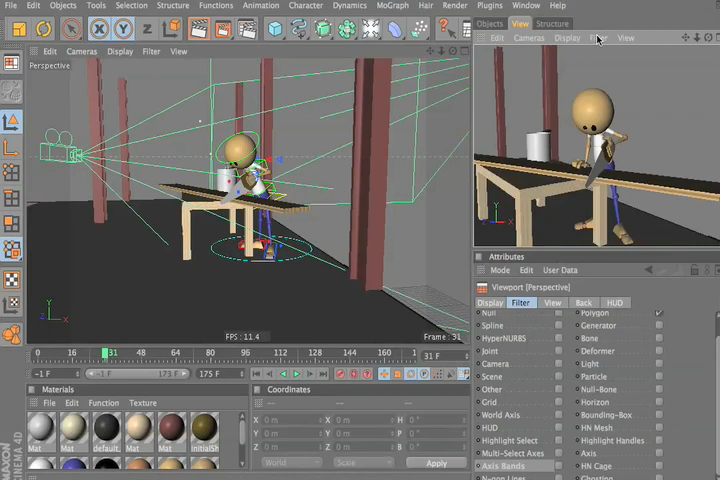 File Edit Objects Tools Selection Structure Functions Animation Character Dynamics MoGraph Hair Render Plugins Window Help
Objects View Structure
Edit Cameras Display Filter View
Edit Cameras Display Filter View
Perspective
Y
X
Z
FPS : 11.4
Frame : 31
0 16 31 48 64 80 96 112 128 144 160 1
31 F
-1 F
-1 F
173 F
175 F
Materials
File Edit Function Texture
Mat Mat default. Mat Mat initialSh
Coordinates
X 0 m X 0 m H 0 °
Y 0 m Y 0 m P 0 °
Z 0 m Z 0 m B 0 °
World Scale Apply
MAXON
CINEMA 4D
Attributes
Mode Edit User Data
Viewport [Perspective]
Display Filter View Back HUD
Null Polygon
Spline Generator
HyperNURBS Bone
Joint Deformer
Camera Light
Scene Particle
Other Null-Bone
Grid Horizon
World Axis Bounding-Box
HUD HN Mesh
Highlight Select Highlight Handles
Multi-Select Axes Axis
Axis Bands HN Cage
N-gon Lines Ghosting